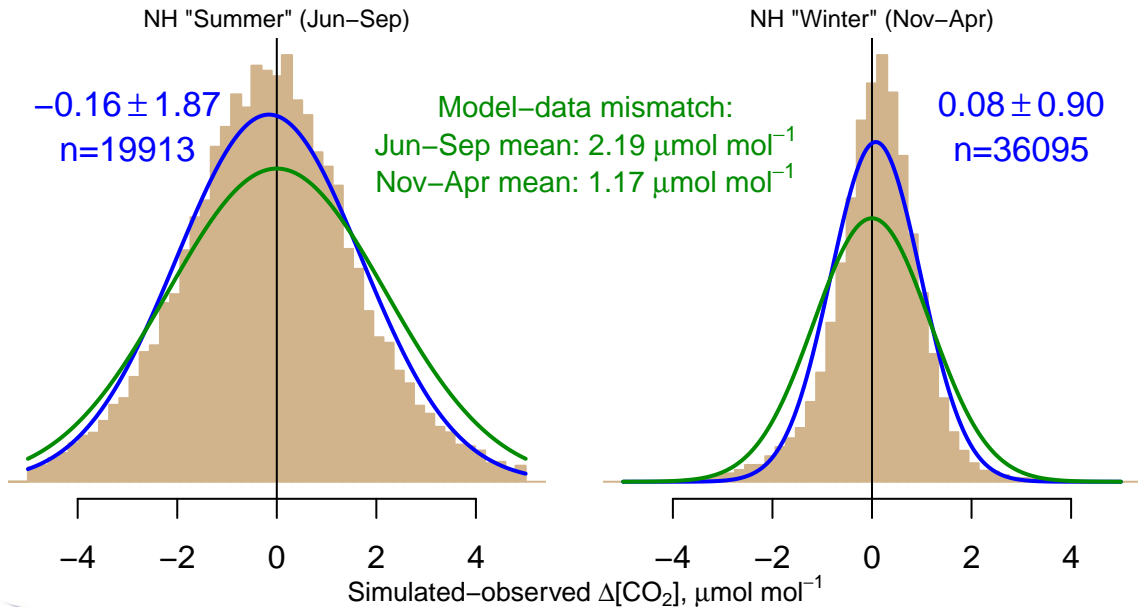 NH "Summer" (Jun−Sep)
−0.16 ± 1.87
n=19913
Model−data mismatch:
Jun−Sep mean: 2.19 μmol mol⁻¹
Nov−Apr mean: 1.17 μmol mol⁻¹
NH "Winter" (Nov−Apr)
0.08 ± 0.90
n=36095
−4 −2 0 2 4
−4 −2 0 2 4
Simulated−observed Δ[CO₂], μmol mol⁻¹